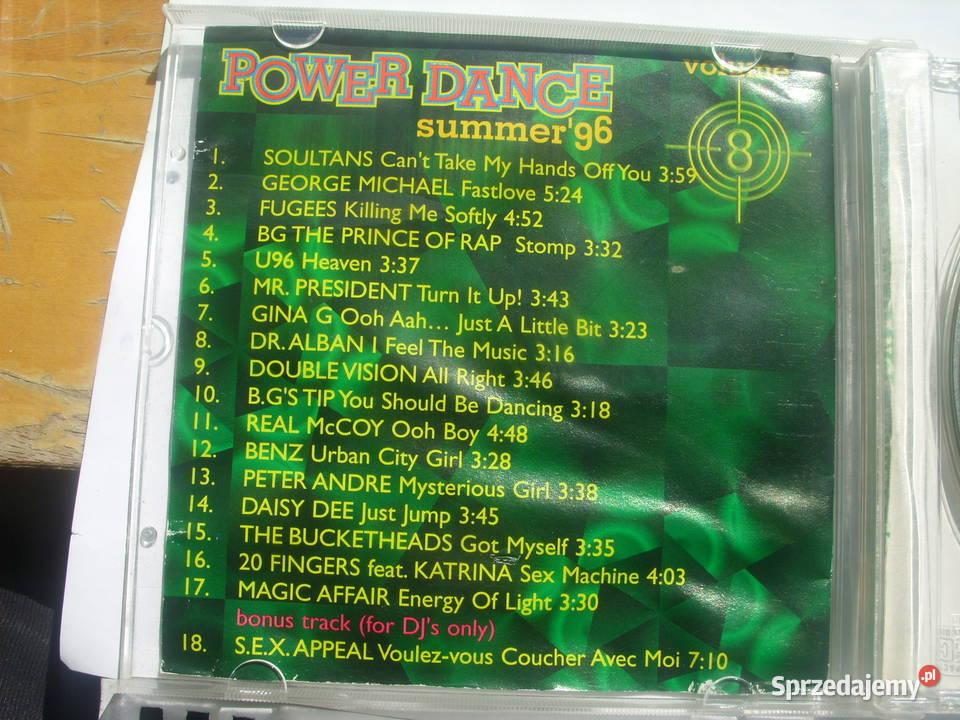 POWER DANCE
summer'96
volume
8
1. SOULTANS Can't Take My Hands Off You 3:59
2. GEORGE MICHAEL Fastlove 5:24
3. FUGEES Killing Me Softly 4:52
4. BG THE PRINCE OF RAP Stomp 3:32
5. U96 Heaven 3:37
6. MR. PRESIDENT Turn It Up! 3:43
7. GINA G Ooh Aah... Just A Little Bit 3:23
8. DR. ALBAN I Feel The Music 3:16
9. DOUBLE VISION All Right 3:46
10. B.G'S TIP You Should Be Dancing 3:18
11. REAL McCOY Ooh Boy 4:48
12. BENZ Urban City Girl 3:28
13. PETER ANDRE Mysterious Girl 3:38
14. DAISY DEE Just Jump 3:45
15. THE BUCKETHEADS Got Myself 3:35
16. 20 FINGERS feat. KATRINA Sex Machine 4:03
17. MAGIC AFFAIR Energy Of Light 3:30
bonus track (for DJ's only)
18. S.E.X. APPEAL Voulez-vous Coucher Avec Moi 7:10
Sprzedajemy.pl